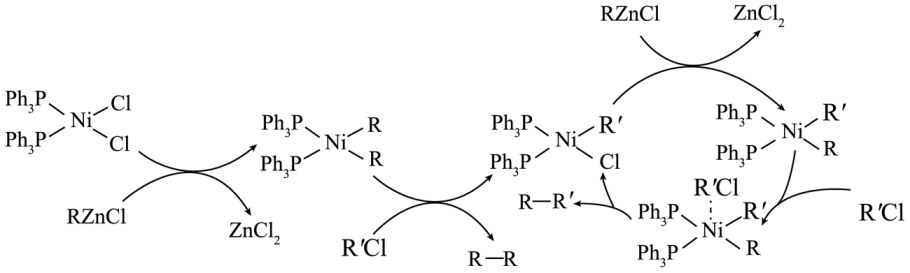 RZnCl
ZnCl₂
Ph₃P
Cl
Ni
Ph₃P
Cl
RZnCl
ZnCl₂
Ph₃P
R
Ni
Ph₃P
R
R′Cl
R—R
Ph₃P
R′
Ni
Ph₃P
Cl
Ph₃P
R′
Ni
Ph₃P
R
R′Cl
R—R′
Ph₃P
R′
Ni
Ph₃P
R
R′Cl